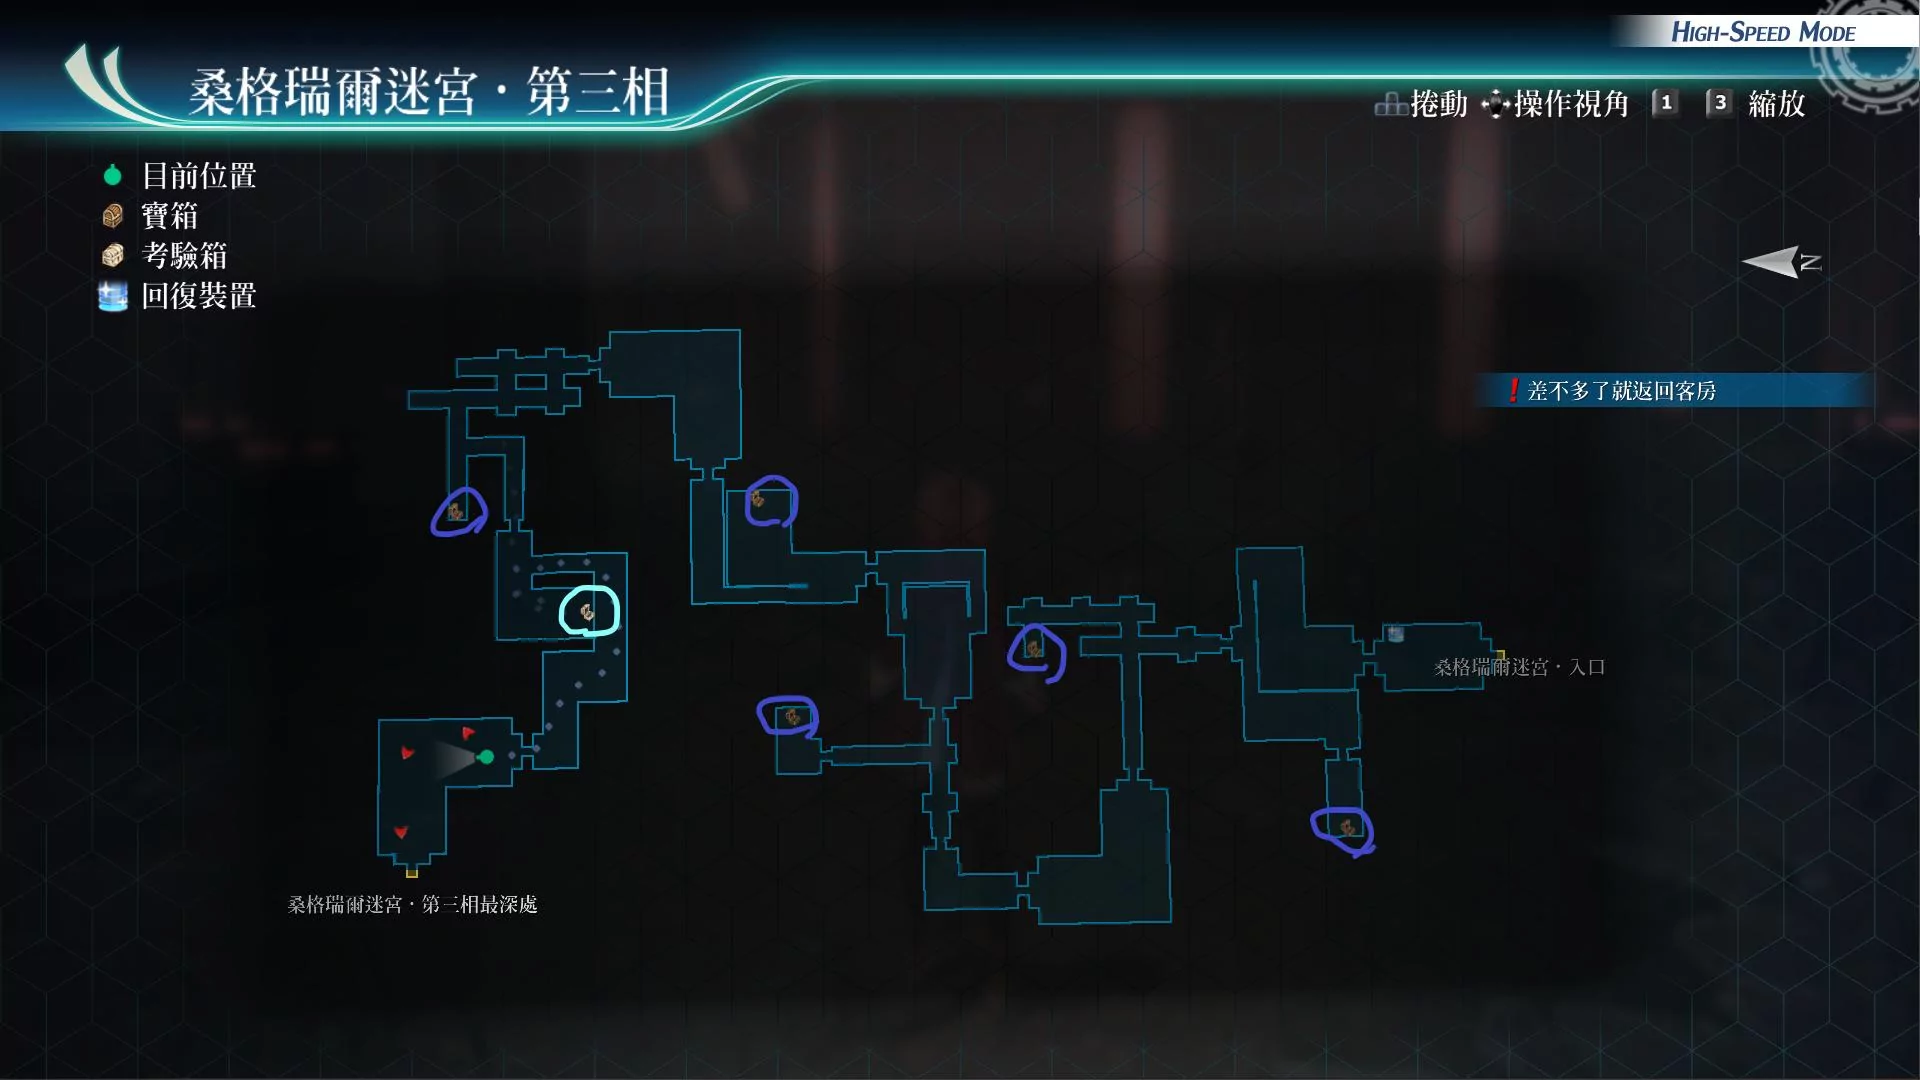 HIGH-SPEED MODE
桑格瑞爾迷宮・第三相
捲動 操作視角 1 3 縮放
目前位置
寶箱
考驗箱
回復裝置
N
! 差不多了就返回客房
桑格瑞爾迷宮・入口
桑格瑞爾迷宮・第三相最深處